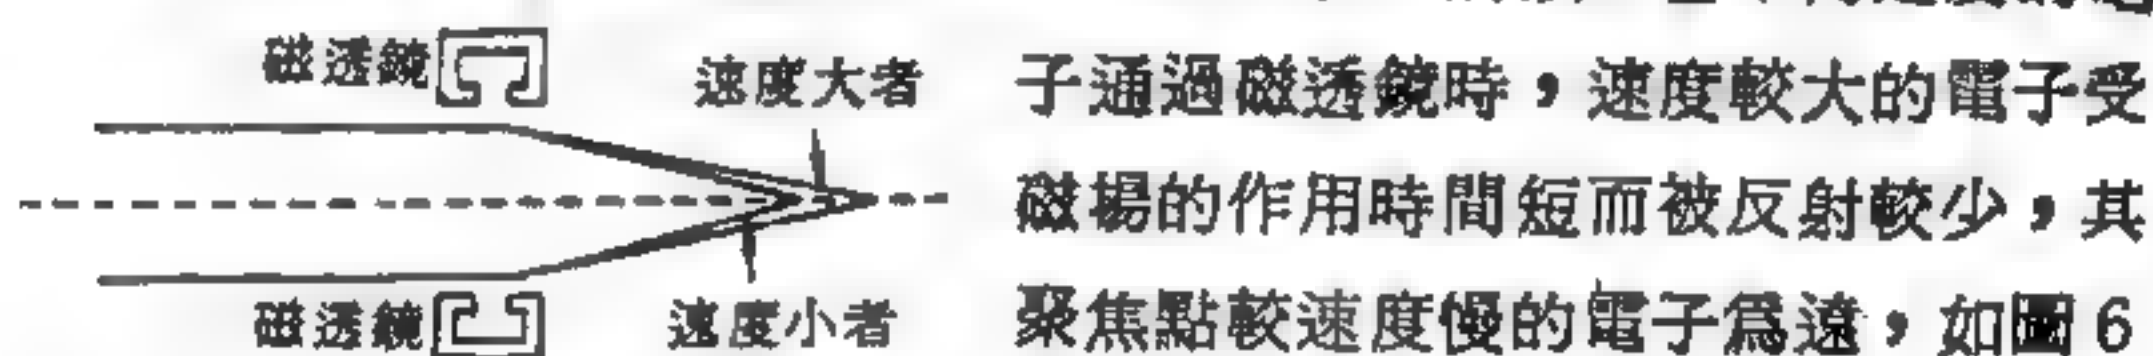 磁透鏡
速度大者
磁透鏡
速度小者
子通過磁透鏡時，速度較大的電子受
磁場的作用時間短而被反射較少，其
聚焦點較速度慢的電子爲遠，如圖6